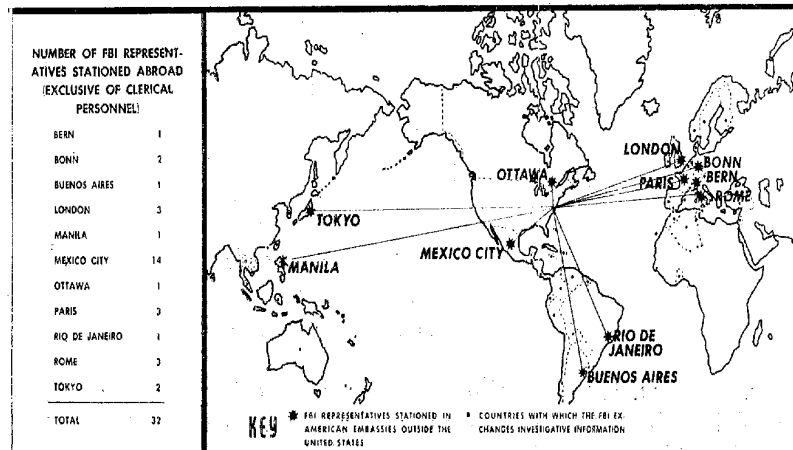 NUMBER OF FBI REPRESENT-
ATIVES STATIONED ABROAD
(EXCLUSIVE OF CLERICAL
PERSONNEL)
BERN 1
BONN 2
BUENOS AIRES 1
LONDON 3
MANILA 1
MEXICO CITY 14
OTTAWA 1
PARIS 3
RIO DE JANEIRO 1
ROME 3
TOKYO 2
TOTAL 32
LONDON
BONN
OTTAWA
PARIS
BERN
ROME
TOKYO
MEXICO CITY
MANILA
RIO DE
JANEIRO
BUENOS AIRES
KEY
FBI REPRESENTATIVES STATIONED IN
AMERICAN EMBASSIES OUTSIDE THE
UNITED STATES
COUNTRIES WITH WHICH THE FBI EX-
CHANGES INVESTIGATIVE INFORMATION